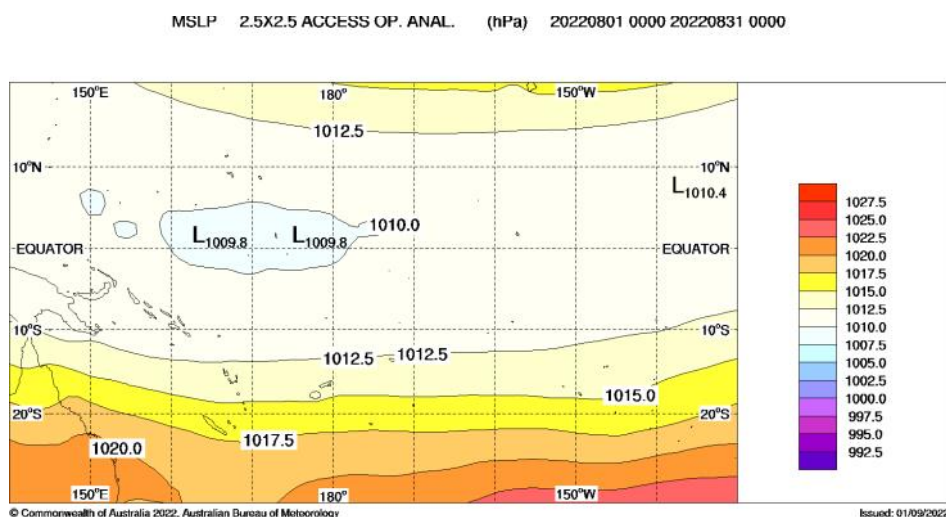 MSLP 2.5X2.5 ACCESS OP. ANAL. (hPa) 20220801 0000 20220831 0000
150°E 180° 150°W
1012.5
10°N 10°N
L1010.4
1010.0
L1009.8 L1009.8
EQUATOR EQUATOR
10°S 10°S
1012.5 1012.5
1015.0
20°S 20°S
1017.5
1020.0
150°E 180° 150°W
1027.5
1025.0
1022.5
1020.0
1017.5
1015.0
1012.5
1010.0
1007.5
1005.0
1002.5
1000.0
997.5
995.0
992.5
© Commonwealth of Australia 2022, Australian Bureau of Meteorology Issued: 01/09/2022